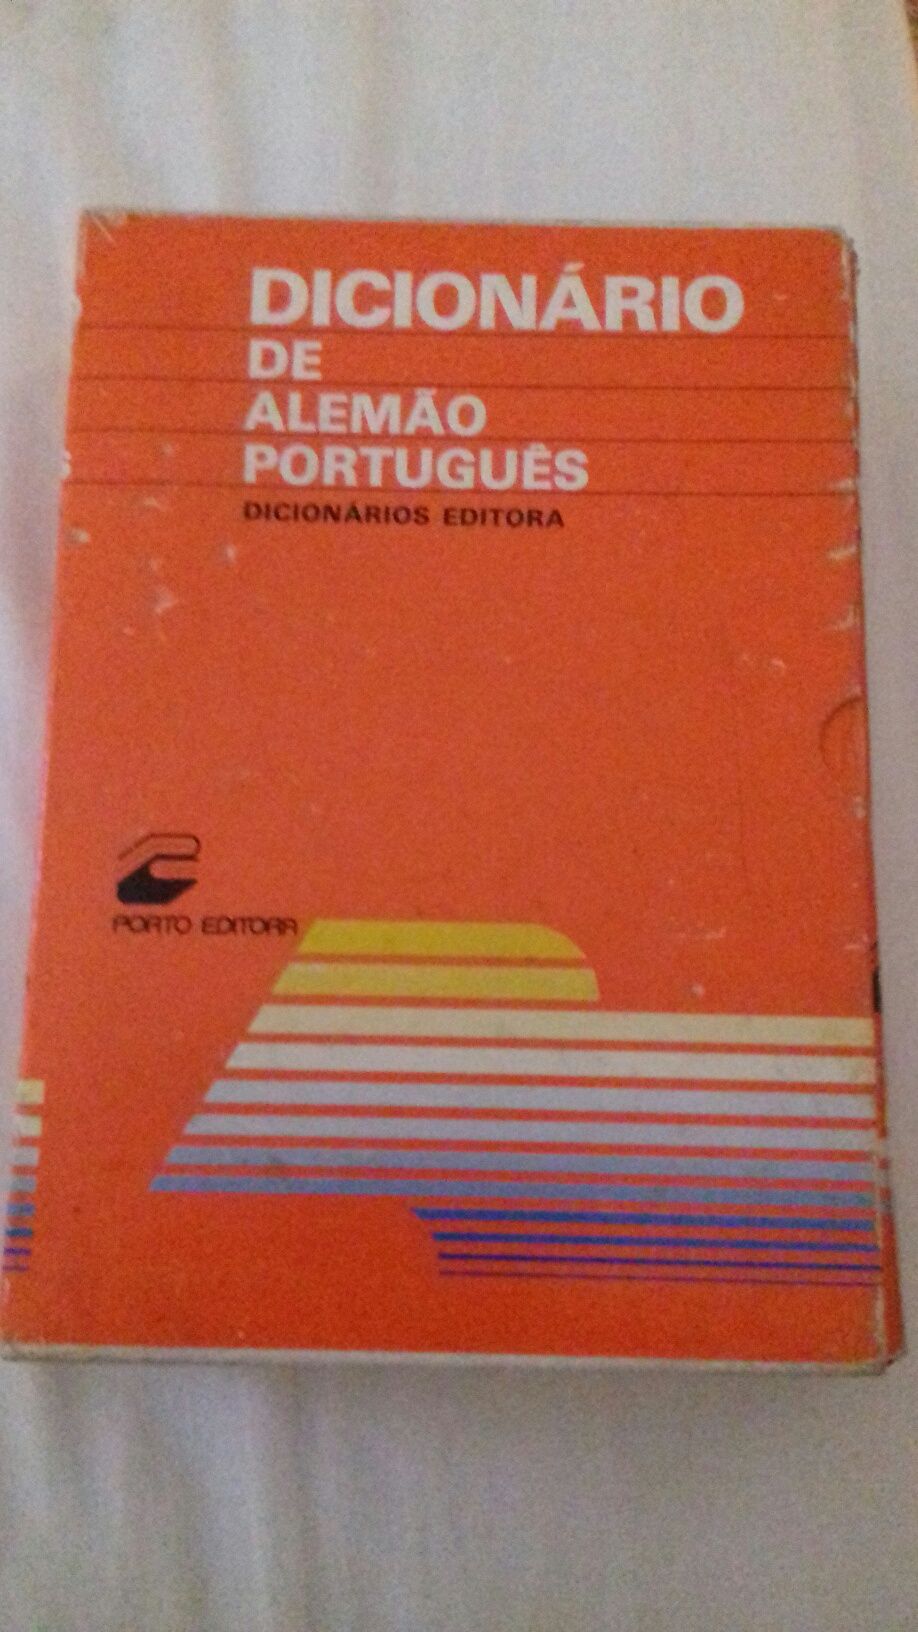 DICIONÁRIO
DE
ALEMÃO
PORTUGUÊS
DICIONÁRIOS EDITORA
PORTO EDITORA